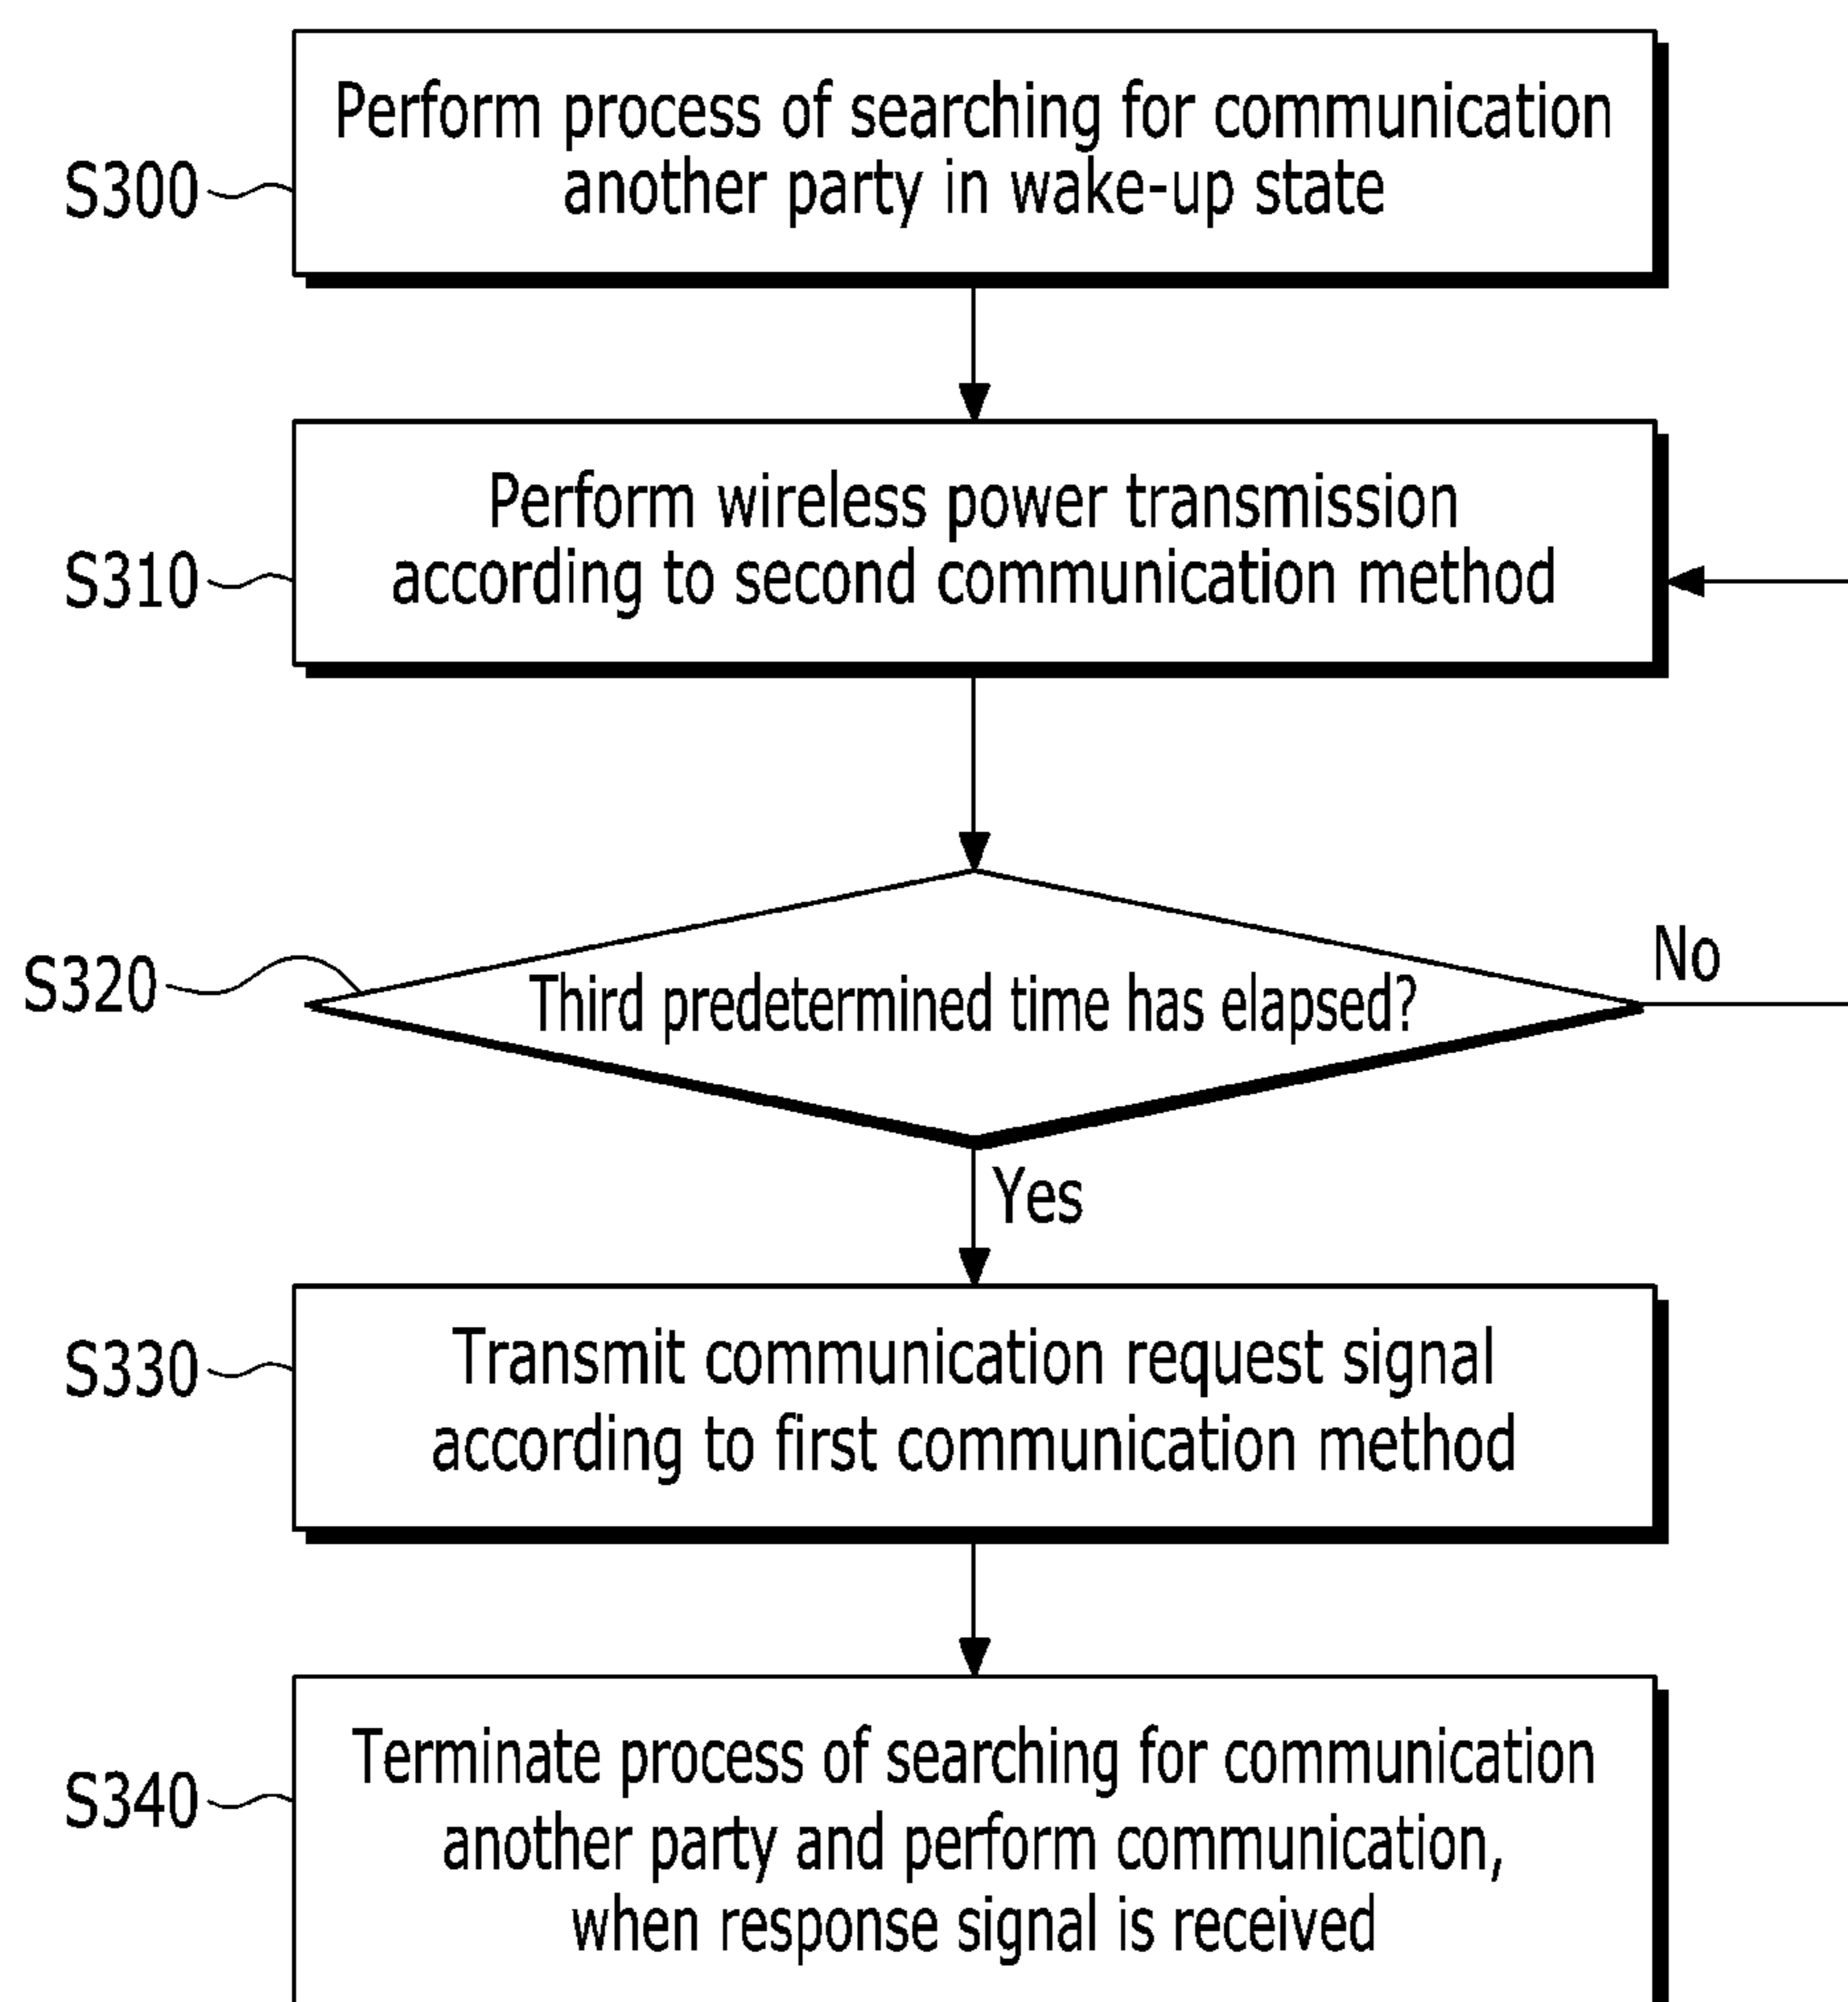 Perform process of searching for communication
another party in wake-up state
S300
Perform wireless power transmission
according to second communication method
S310
S320
Third predetermined time has elapsed?
No
Yes
Transmit communication request signal
according to first communication method
S330
Terminate process of searching for communication
another party and perform communication,
when response signal is received
S340